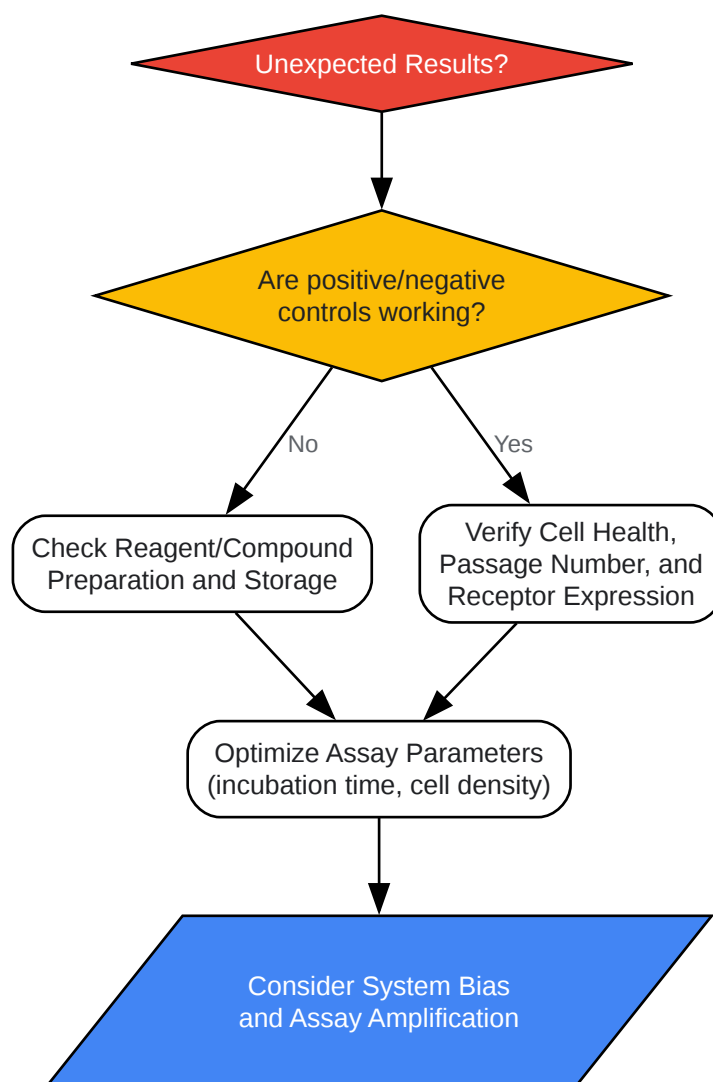 Unexpected Results?
Are positive/negative
controls working?
No
Yes
Check Reagent/Compound
Preparation and Storage
Verify Cell Health,
Passage Number, and
Receptor Expression
Optimize Assay Parameters
(incubation time, cell density)
Consider System Bias
and Assay Amplification